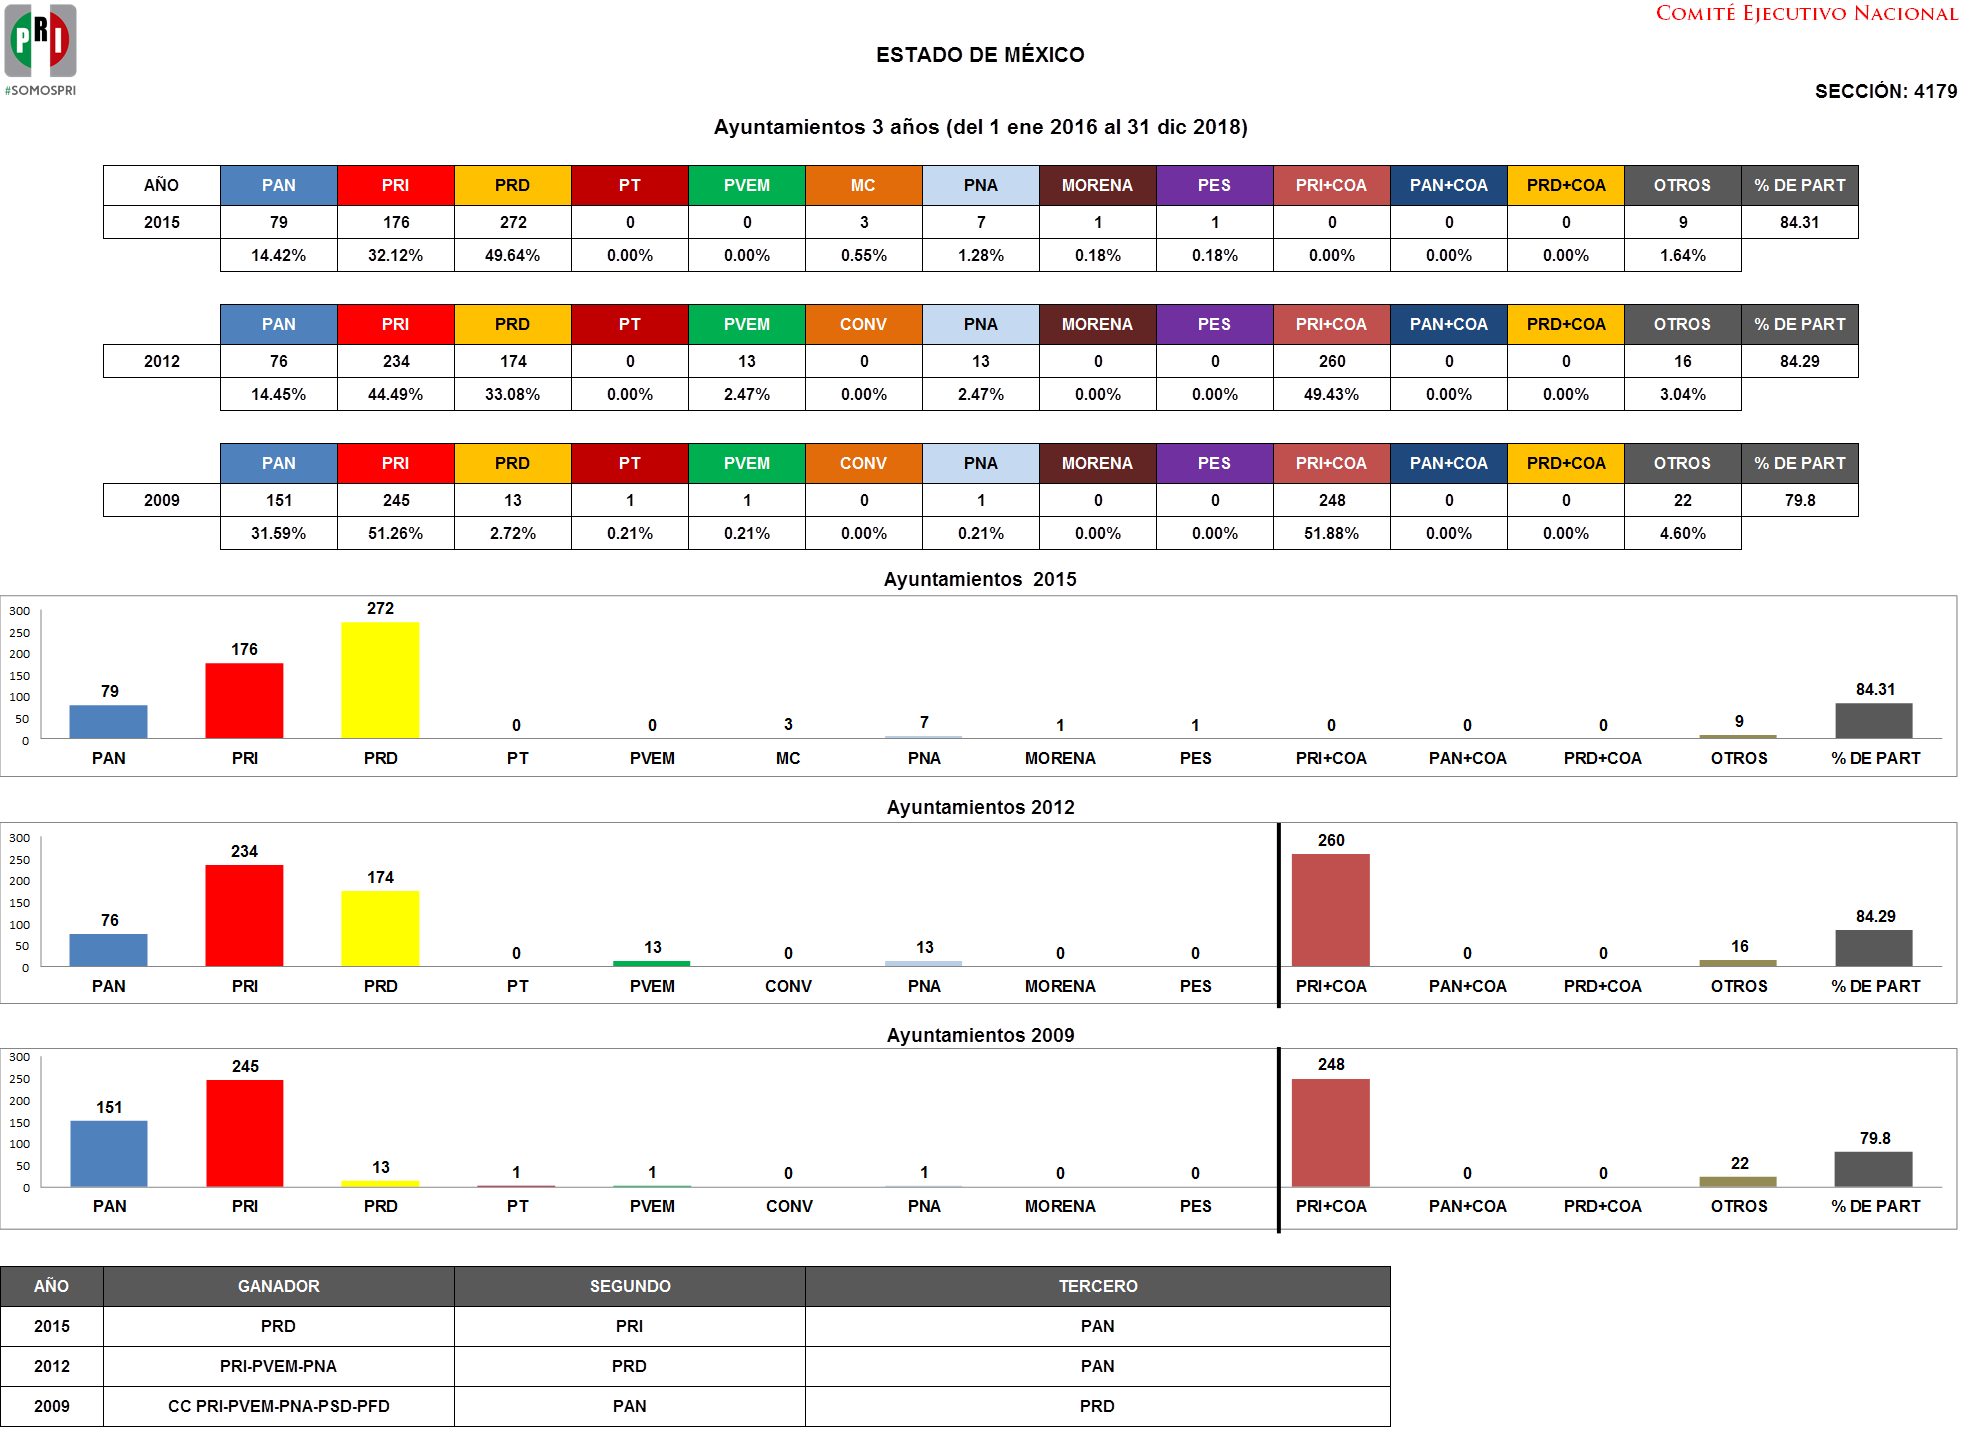 PRI
#SOMOSPRI
COMITÉ EJECUTIVO NACIONAL
ESTADO DE MÉXICO
SECCIÓN: 4179
Ayuntamientos 3 años (del 1 ene 2016 al 31 dic 2018)
AÑO PAN PRI PRD PT PVEM MC PNA MORENA PES PRI+COA PAN+COA PRD+COA OTROS % DE PART
2015 79 176 272 0 0 3 7 1 1 0 0 0 9 84.31
14.42% 32.12% 49.64% 0.00% 0.00% 0.55% 1.28% 0.18% 0.18% 0.00% 0.00% 0.00% 1.64%
PAN PRI PRD PT PVEM CONV PNA MORENA PES PRI+COA PAN+COA PRD+COA OTROS % DE PART
2012 76 234 174 0 13 0 13 0 0 260 0 0 16 84.29
14.45% 44.49% 33.08% 0.00% 2.47% 0.00% 2.47% 0.00% 0.00% 49.43% 0.00% 0.00% 3.04%
PAN PRI PRD PT PVEM CONV PNA MORENA PES PRI+COA PAN+COA PRD+COA OTROS % DE PART
2009 151 245 13 1 1 0 1 0 0 248 0 0 22 79.8
31.59% 51.26% 2.72% 0.21% 0.21% 0.00% 0.21% 0.00% 0.00% 51.88% 0.00% 0.00% 4.60%
Ayuntamientos 2015
300
250
200
150
100
50
0
79 176 272 0 0 3 7 1 1 0 0 0 9 84.31
PAN PRI PRD PT PVEM MC PNA MORENA PES PRI+COA PAN+COA PRD+COA OTROS % DE PART
Ayuntamientos 2012
300
250
200
150
100
50
0
76 234 174 0 13 0 13 0 0 260 0 0 16 84.29
PAN PRI PRD PT PVEM CONV PNA MORENA PES PRI+COA PAN+COA PRD+COA OTROS % DE PART
Ayuntamientos 2009
300
250
200
150
100
50
0
151 245 13 1 1 0 1 0 0 248 0 0 22 79.8
PAN PRI PRD PT PVEM CONV PNA MORENA PES PRI+COA PAN+COA PRD+COA OTROS % DE PART
AÑO GANADOR SEGUNDO TERCERO
2015 PRD PRI PAN
2012 PRI-PVEM-PNA PRD PAN
2009 CC PRI-PVEM-PNA-PSD-PFD PAN PRD